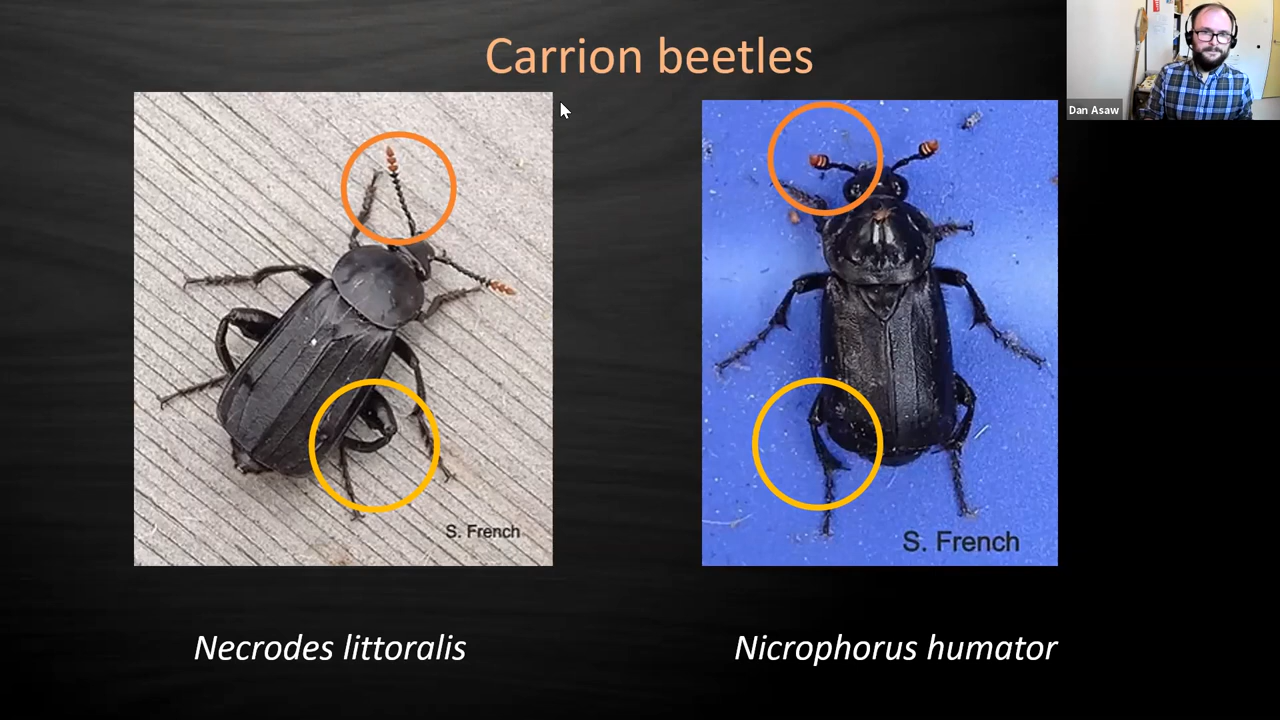 Carrion beetles
Dan Asaw
S. French
S. French
Necrodes littoralis
Nicrophorus humator